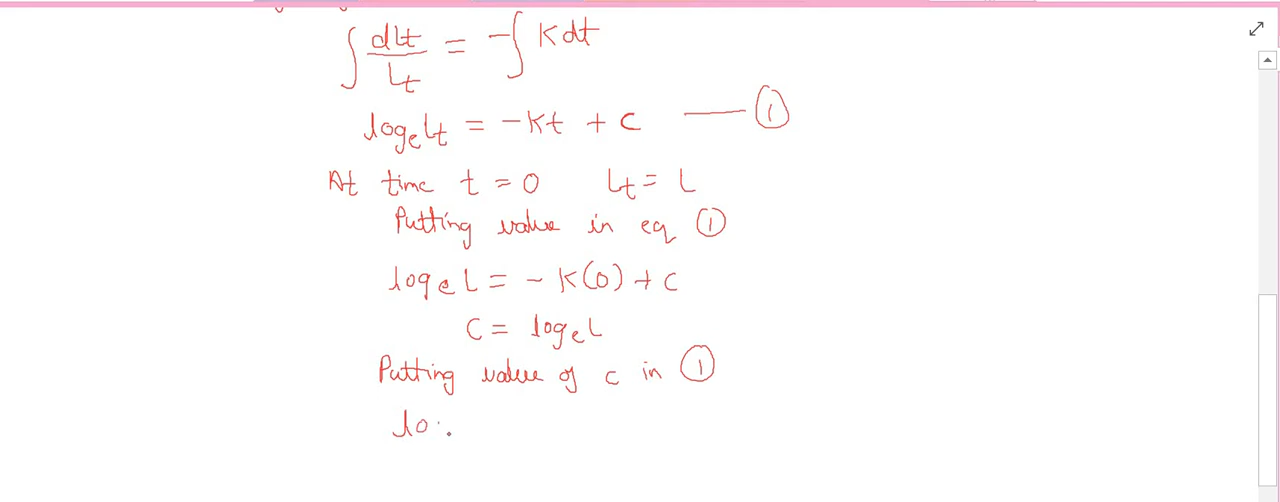 ∫ dLt/Lt = -∫ K dt
loge Lt = -Kt + C —— ①
At time t = 0 Lt = L
Putting value in eq ①
loge L = - K(0) + C
C = loge L
Putting value of c in ①
lo